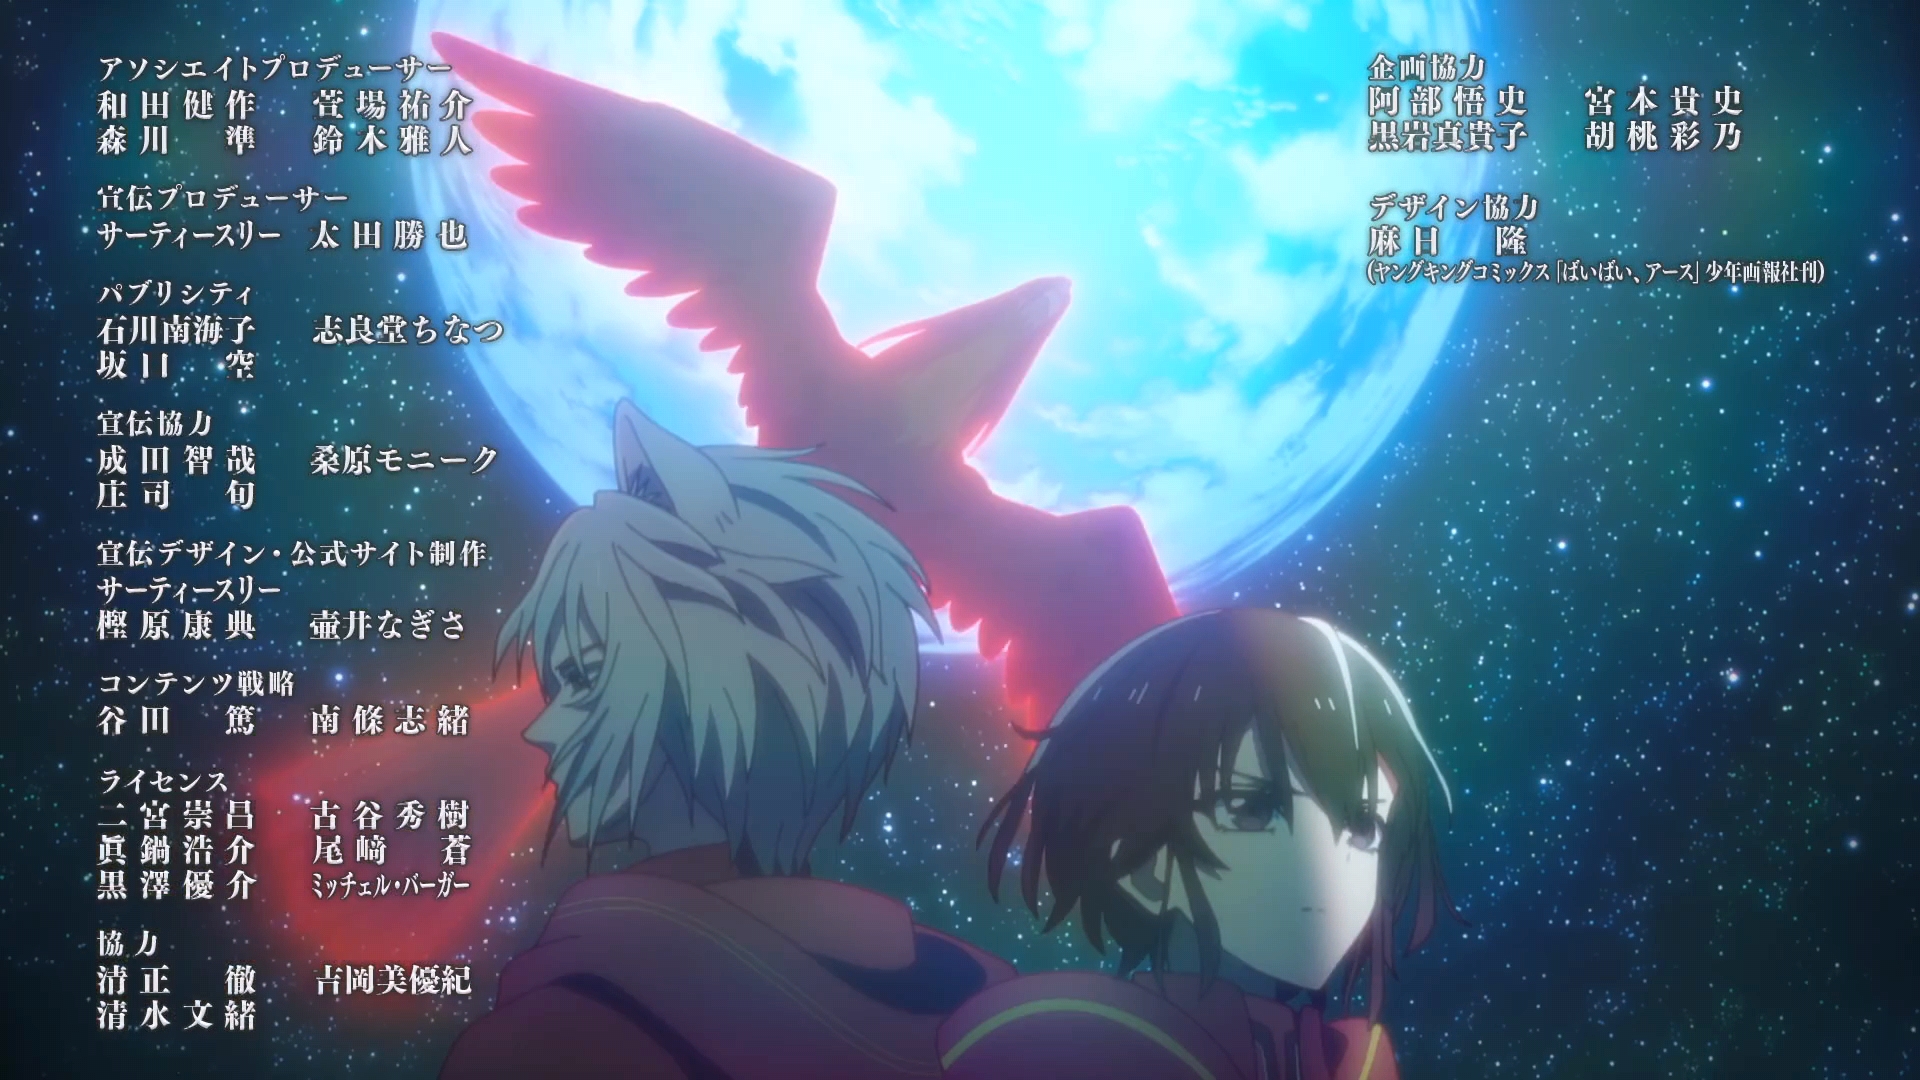 アソシエイトプロデューサー
和田健作　萱場祐介
森川　準　鈴木雅人
宣伝プロデューサー
サーティースリー　太田勝也
パブリシティ
石川南海子　志良堂ちなつ
坂口　空
宣伝協力
成田智哉　桑原モニーク
庄司　旬
宣伝デザイン・公式サイト制作
サーティースリー
樫原康典　壷井なぎさ
コンテンツ戦略
谷田　篤　南條志緒
ライセンス
二宮崇昌　古谷秀樹
眞鍋浩介　尾﨑　蒼
黒澤優介　ミッチェル・バーガー
協力
清正　徹　吉岡美優紀
清水文緒
企画協力
阿部悟史　宮本貴史
黒岩真貴子　胡桃彩乃
デザイン協力
麻日　隆
(ヤングキングコミックス「ばいばい、アース」少年画報社刊)